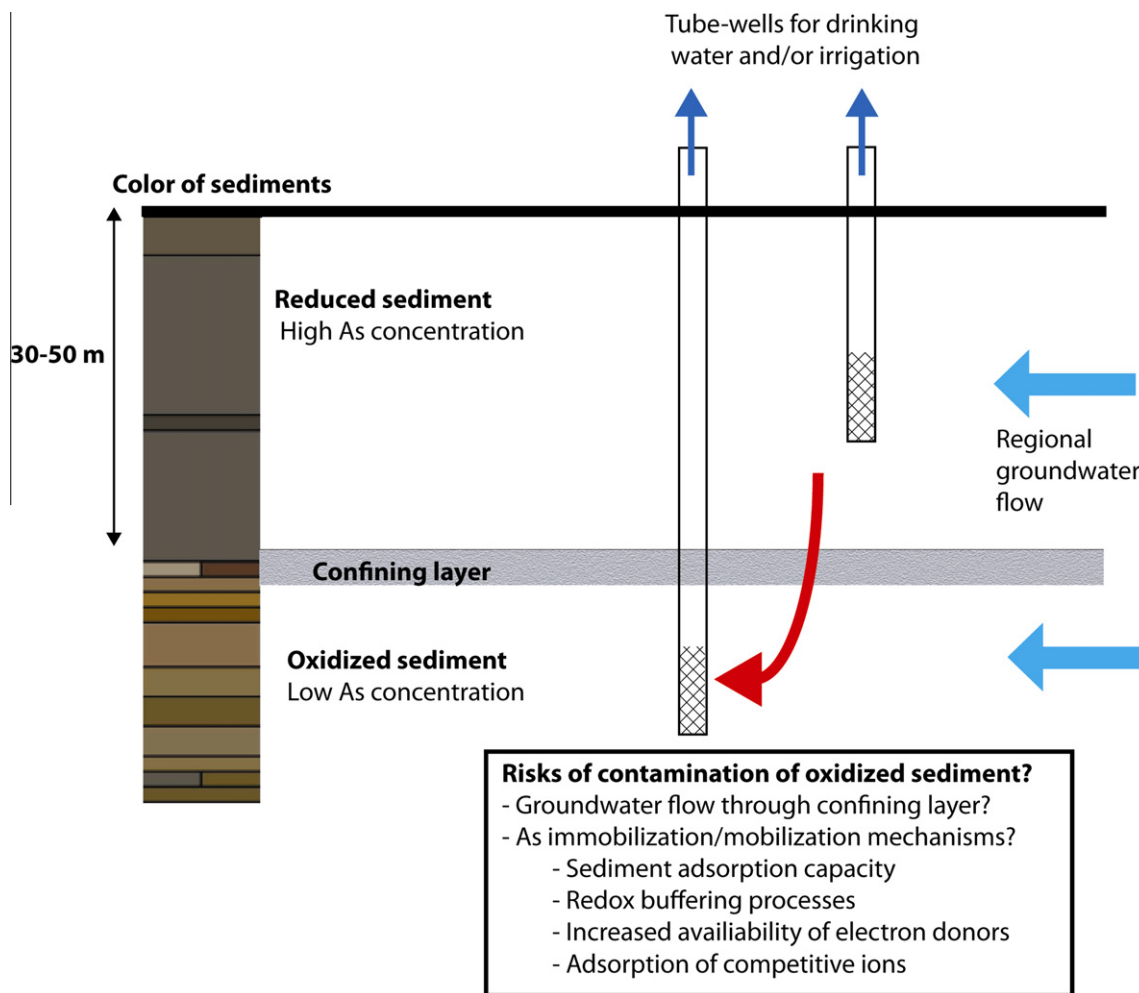 Tube-wells for drinking
water and/or irrigation
Color of sediments
Reduced sediment
High As concentration
30-50 m
Regional
groundwater
flow
Confining layer
Oxidized sediment
Low As concentration
Risks of contamination of oxidized sediment?
- Groundwater flow through confining layer?
- As immobilization/mobilization mechanisms?
- Sediment adsorption capacity
- Redox buffering processes
- Increased availiability of electron donors
- Adsorption of competitive ions